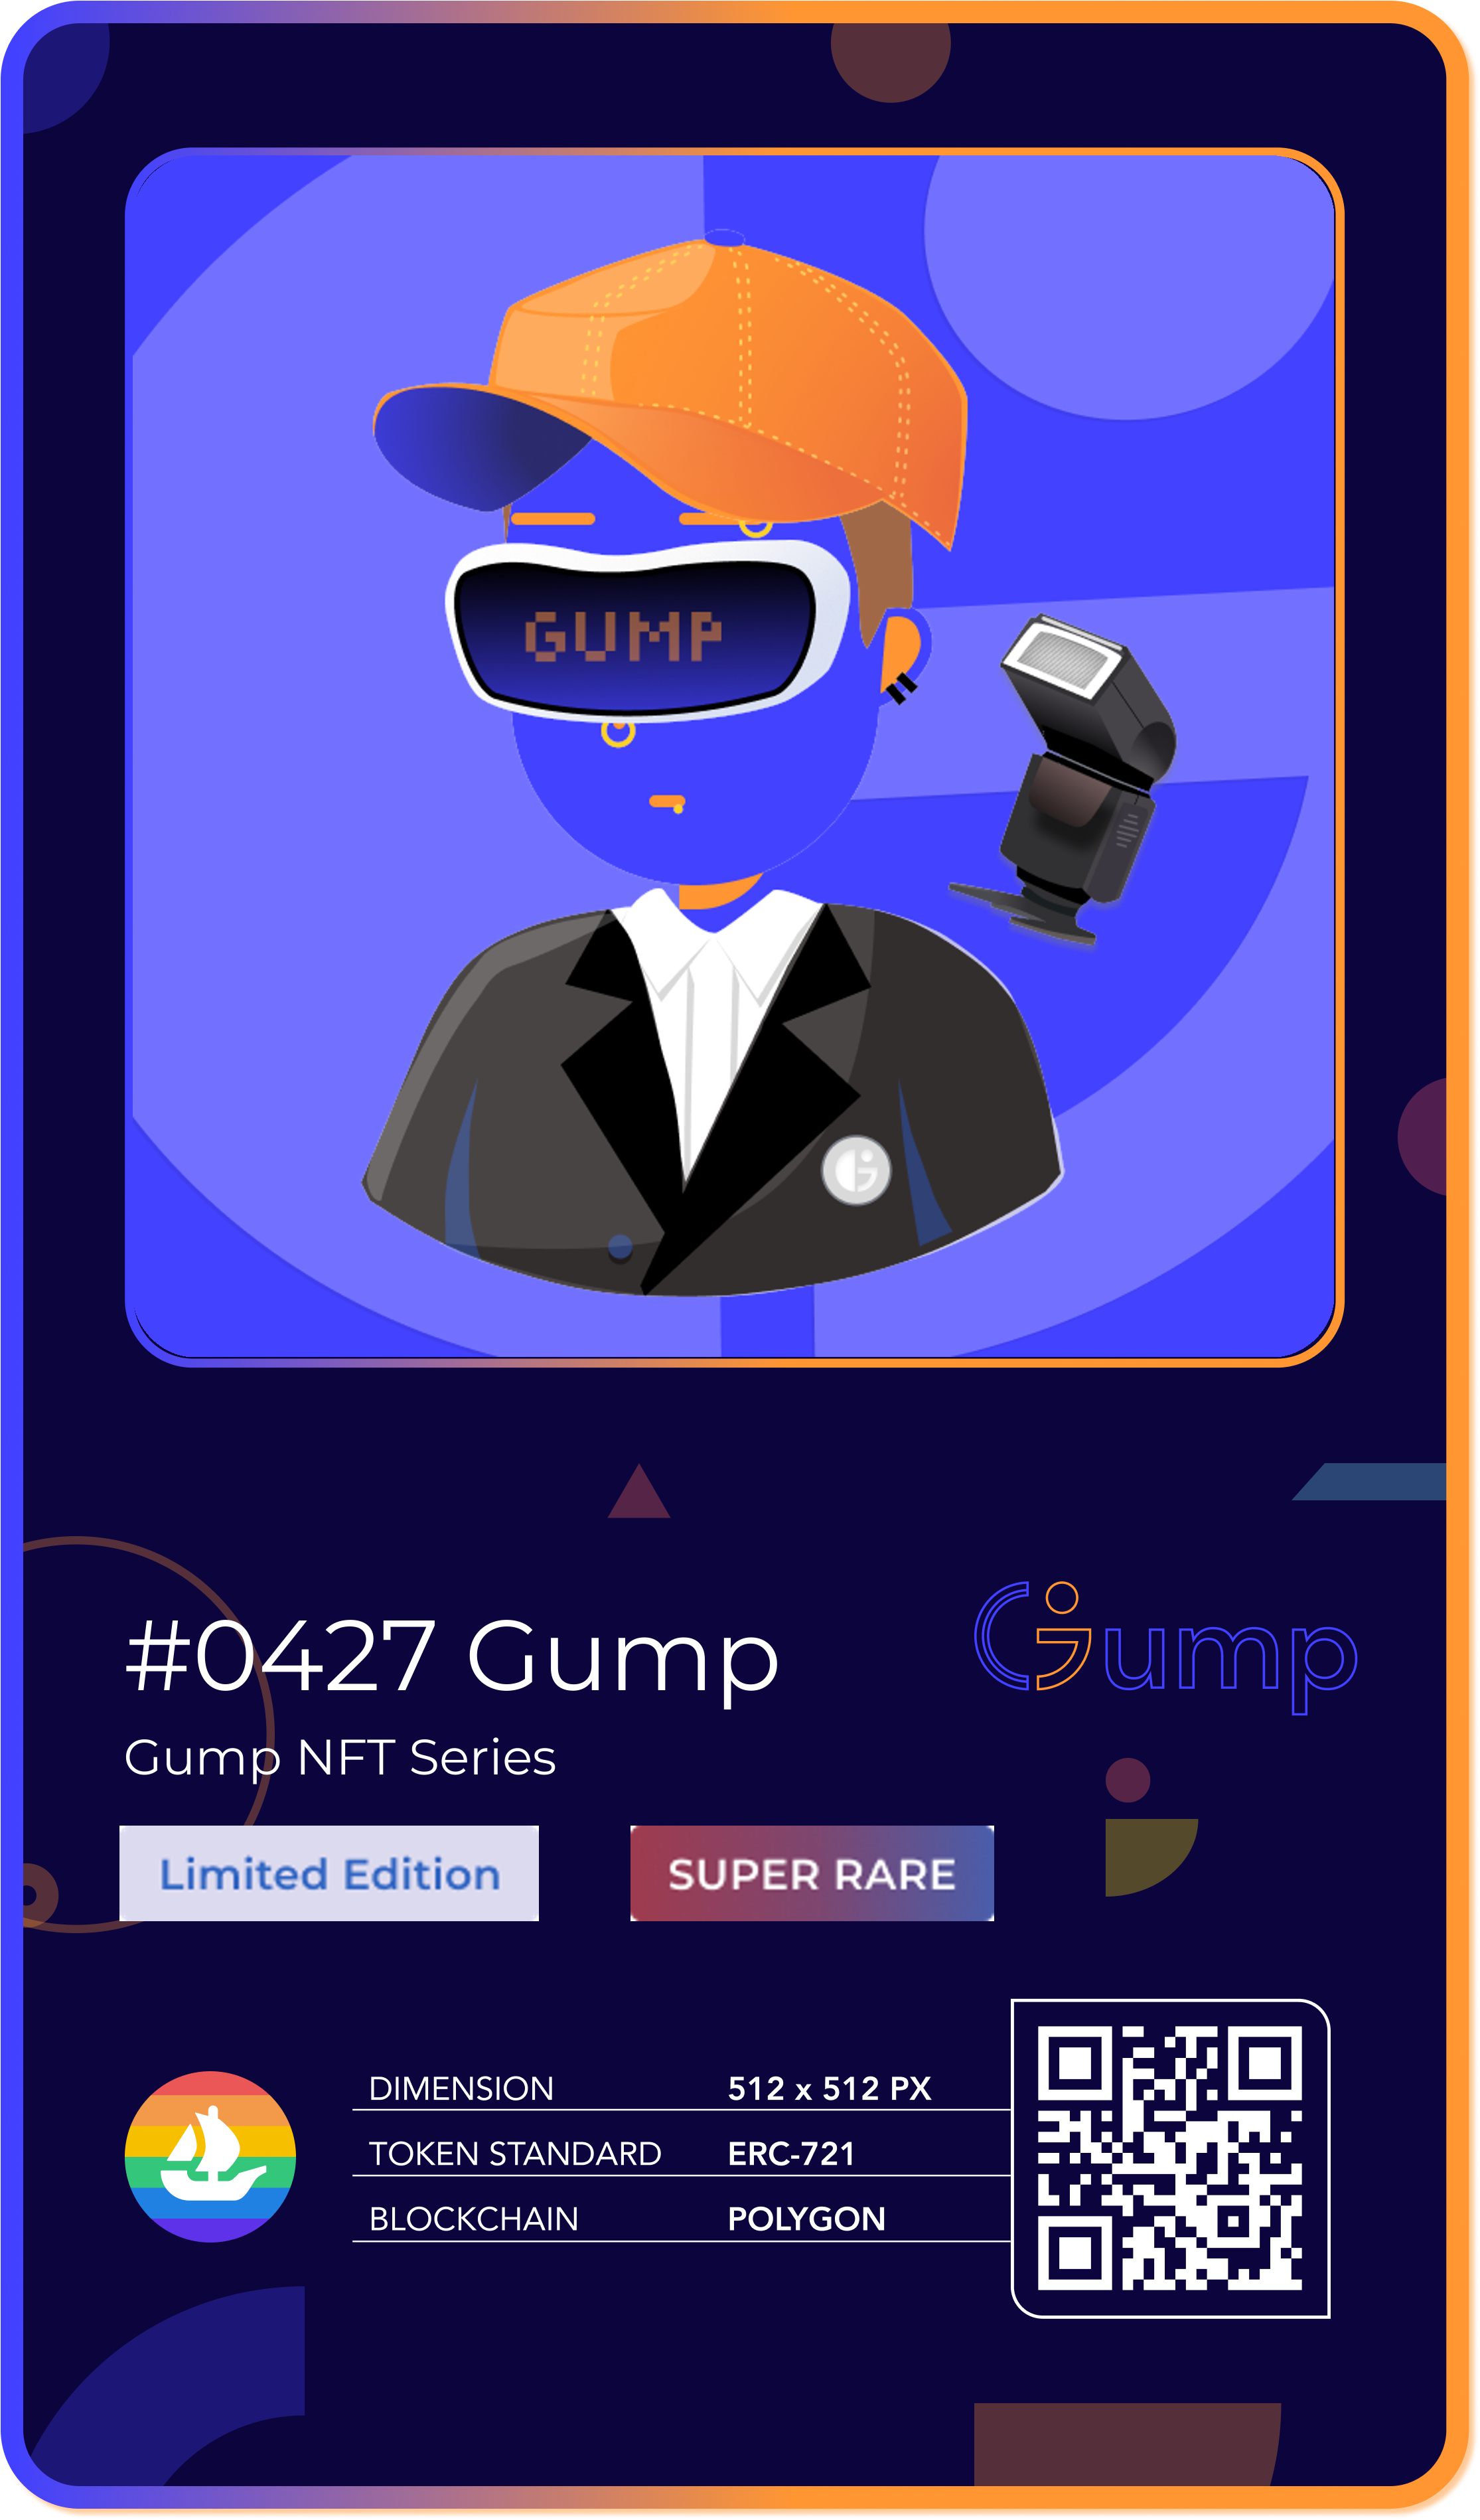 GUMP
#0427 Gump
Gump
Gump NFT Series
Limited Edition
SUPER RARE
DIMENSION 512 x 512 PX
TOKEN STANDARD ERC-721
BLOCKCHAIN POLYGON